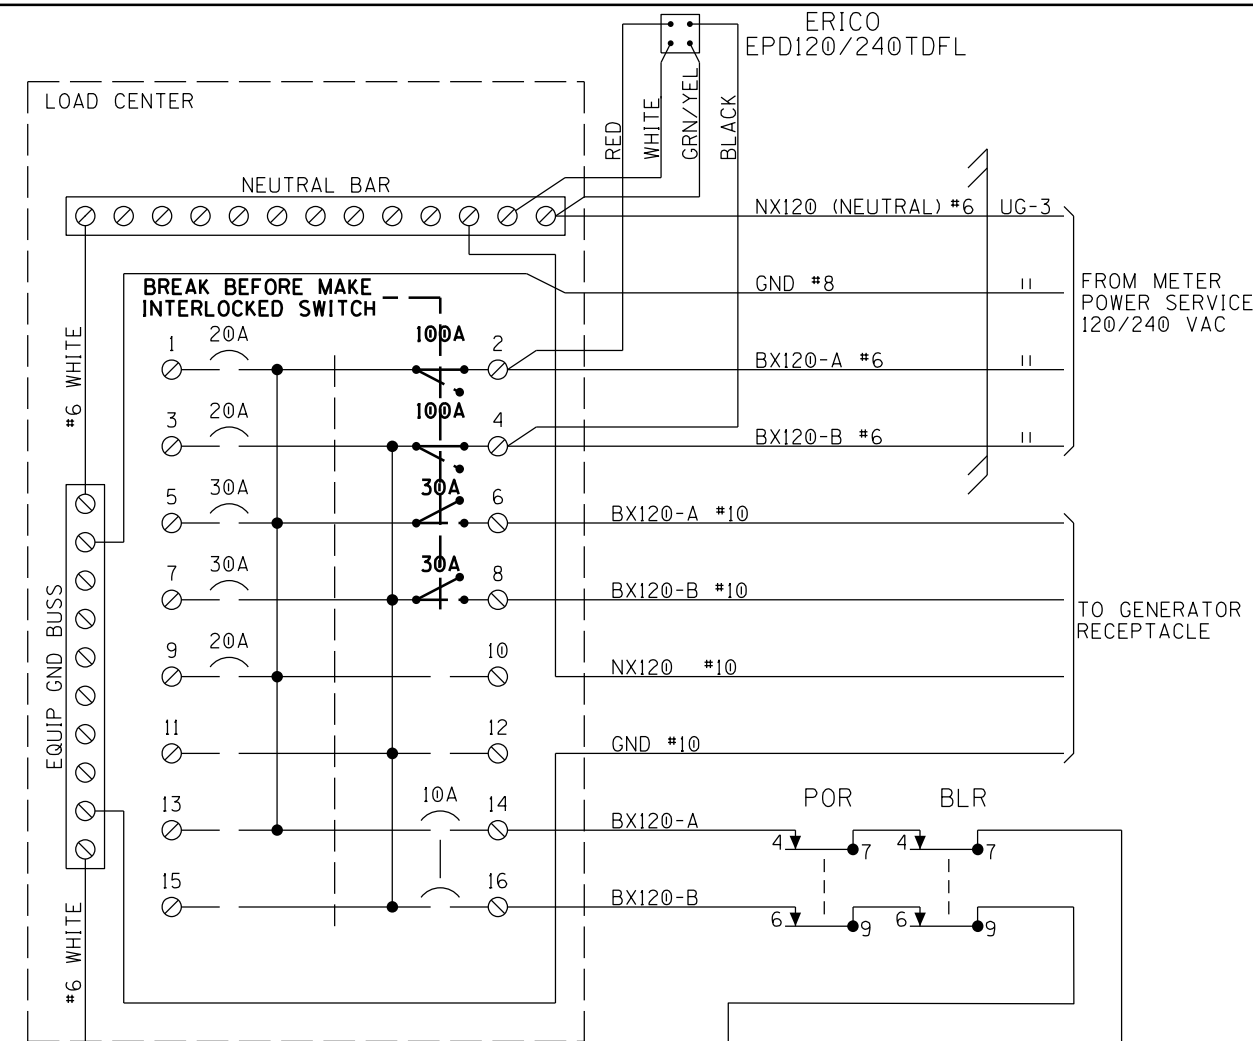 ERICO
EPD120/240TDFL
LOAD CENTER
RED
WHITE
GRN/YEL
BLACK
NEUTRAL BAR
NX120 (NEUTRAL) #6 UG-3
BREAK BEFORE MAKE
INTERLOCKED SWITCH
GND #8 "
FROM METER
POWER SERVICE
120/240 VAC
#6 WHITE
1 20A 100A 2
BX120-A #6 "
3 20A 100A 4
BX120-B #6 "
5 30A 30A 6
BX120-A #10
7 30A 30A 8
BX120-B #10
TO GENERATOR
RECEPTACLE
EQUIP GND BUSS
9 20A 10
NX120 #10
11 12
GND #10
13 10A 14
BX120-A
POR BLR
4 7 4 7
15 16
BX120-B
6 9 6 9
#6 WHITE